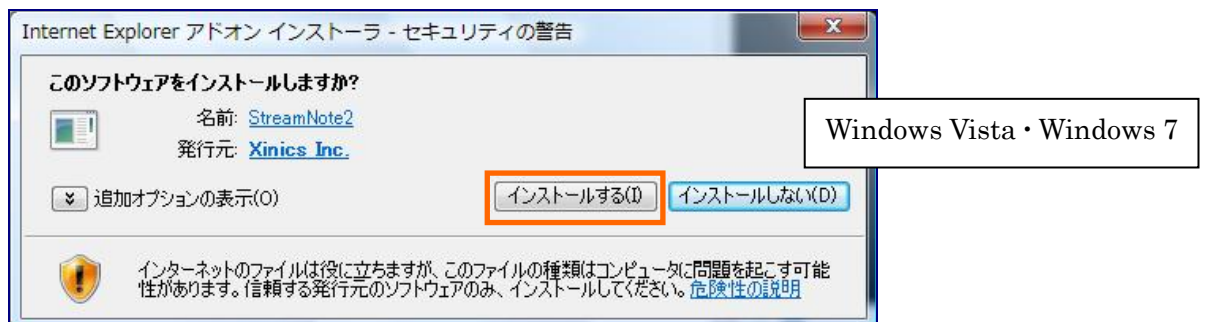 Internet Explorer アドオン インストーラ - セキュリティの警告
このソフトウェアをインストールしますか?
名前: StreamNote2
発行元: Xinics Inc.
Windows Vista・Windows 7
追加オプションの表示(O)
インストールする(I)
インストールしない(D)
インターネットのファイルは役に立ちますが、このファイルの種類はコンピュータに問題を起こす可能
性があります。信頼する発行元のソフトウェアのみ、インストールしてください。危険性の説明